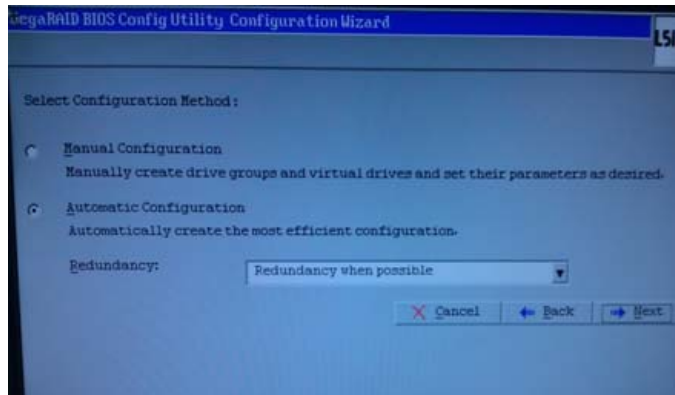 MegaRAID BIOS Config Utility Configuration Wizard
LSI
Select Configuration Method:
Manual Configuration
Manually create drive groups and virtual drives and set their parameters as desired.
Automatic Configuration
Automatically create the most efficient configuration.
Redundancy: Redundancy when possible
Cancel Back Next